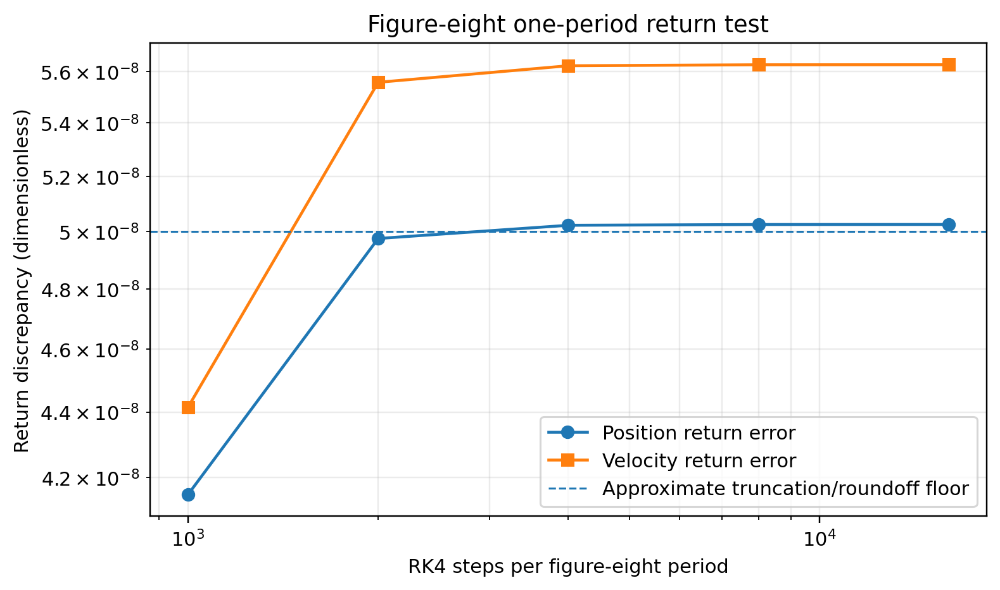 Figure-eight one-period return test
Return discrepancy (dimensionless)
5.6 × 10⁻⁸
5.4 × 10⁻⁸
5.2 × 10⁻⁸
5 × 10⁻⁸
4.8 × 10⁻⁸
4.6 × 10⁻⁸
4.4 × 10⁻⁸
4.2 × 10⁻⁸
Position return error
Velocity return error
Approximate truncation/roundoff floor
10³ 10⁴
RK4 steps per figure-eight period